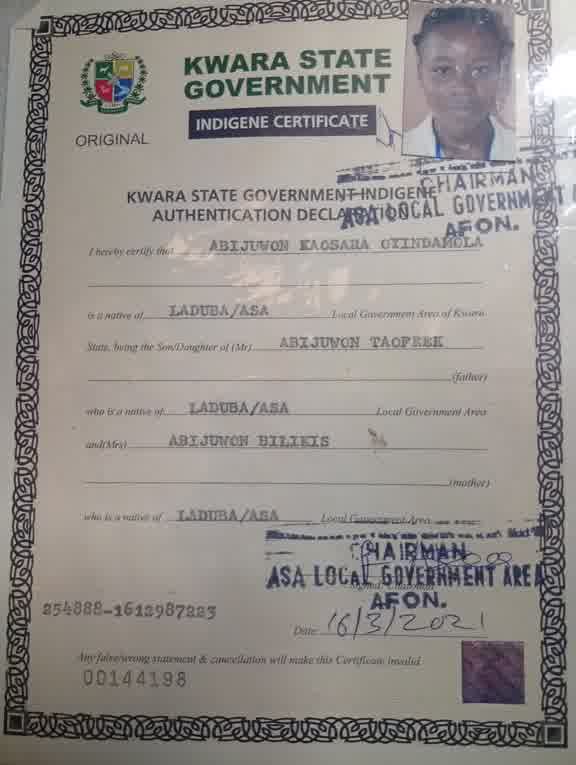 KWARA STATE
GOVERNMENT
INDIGENE CERTIFICATE
ORIGINAL
CHAIRMAN
ASA LOCAL GOVERNMENT
AFON.
KWARA STATE GOVERNMENT INDIGENE
AUTHENTICATION DECLARATION
I hereby certify that ABIJUWON KAOSARA OYINDAMOLA
is a native of LADUBA/ASA Local Government Area of Kwara
State, being the Son/Daughter of (Mr) ABIJUWON TAOFEEK
(father)
who is a native of LADUBA/ASA Local Government Area
and(Mrs) ABIJUWON BILIKIS
(mother)
who is a native of LADUBA/ASA Local Government Area
CHAIRMAN
ASA LOCAL GOVERNMENT AREA
AFON.
254888-1612987223
Date 16/3/2021
Any false/wrong statement & cancellation will make this Certificate invalid
00144198